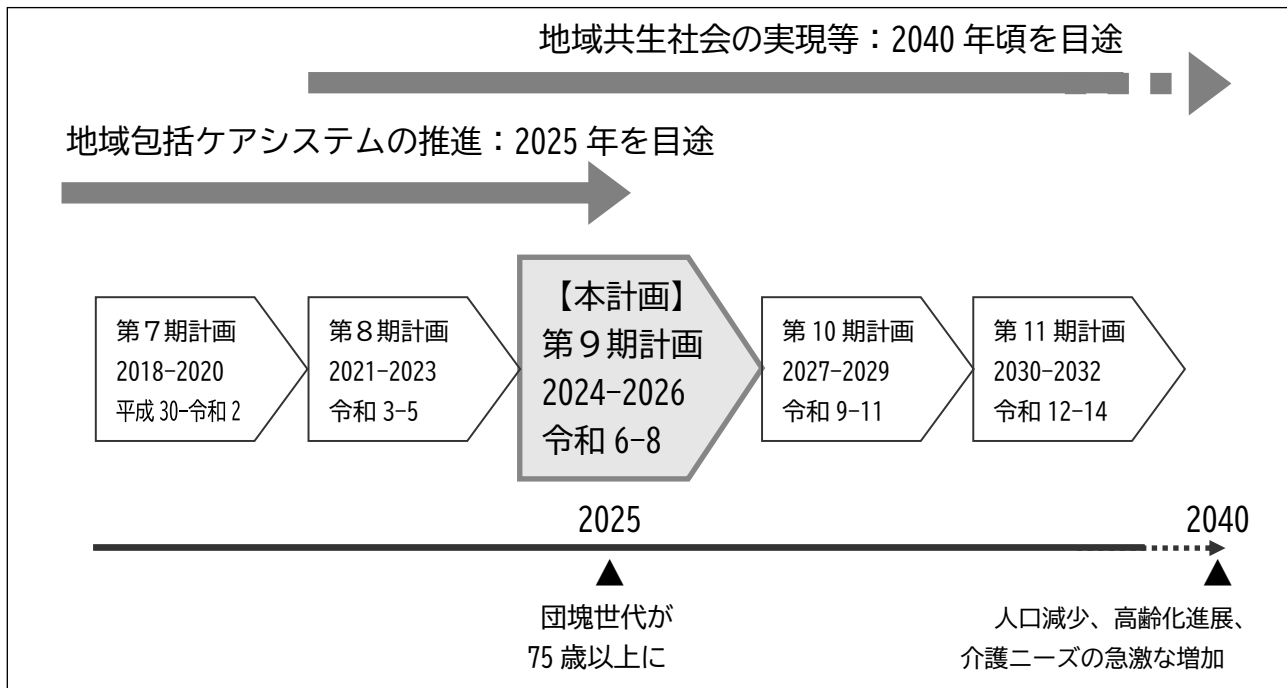 地域共生社会の実現等：2040 年頃を目途
地域包括ケアシステムの推進：2025 年を目途
第７期計画
2018−2020
平成 30−令和 2
第８期計画
2021−2023
令和 3−5
【本計画】
第９期計画
2024−2026
令和 6−8
第 10 期計画
2027−2029
令和 9−11
第 11 期計画
2030−2032
令和 12−14
2025
2040
▲
▲
団塊世代が
75 歳以上に
人口減少、高齢化進展、
介護ニーズの急激な増加